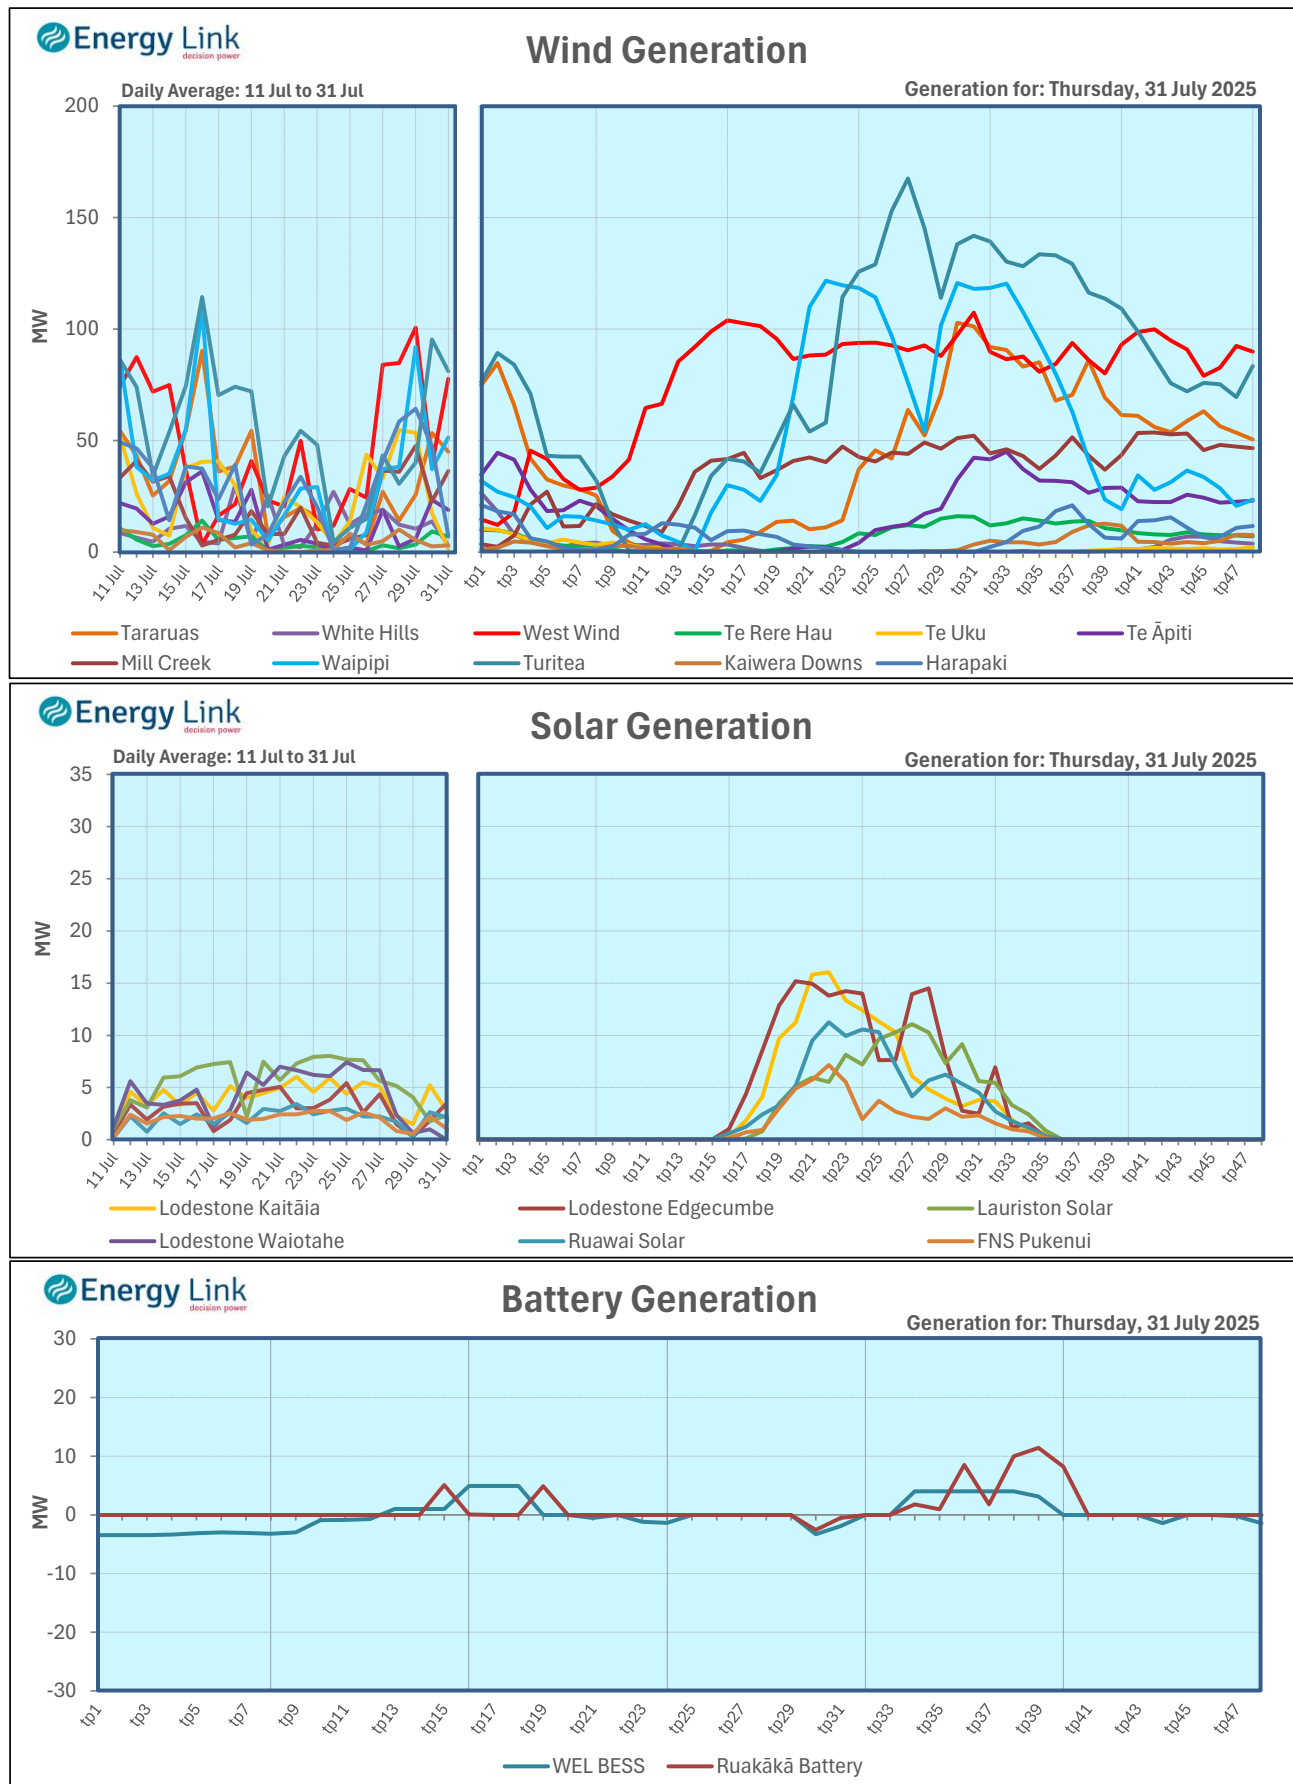 Energy Link
decision power
Wind Generation
Daily Average: 11 Jul to 31 Jul
Generation for: Thursday, 31 July 2025
200
150
100
50
0
MW
11 Jul 13 Jul 15 Jul 17 Jul 19 Jul 21 Jul 23 Jul 25 Jul 27 Jul 29 Jul 31 Jul
tp1 tp3 tp5 tp7 tp9 tp11 tp13 tp15 tp17 tp19 tp21 tp23 tp25 tp27 tp29 tp31 tp33 tp35 tp37 tp39 tp41 tp43 tp45 tp47
Tararuas White Hills West Wind Te Rere Hau Te Uku Te Āpiti
Mill Creek Waipipi Turitea Kaiwera Downs Harapaki
Energy Link
decision power
Solar Generation
Daily Average: 11 Jul to 31 Jul
Generation for: Thursday, 31 July 2025
35
30
25
20
15
10
5
0
MW
11 Jul 13 Jul 15 Jul 17 Jul 19 Jul 21 Jul 23 Jul 25 Jul 27 Jul 29 Jul 31 Jul
tp1 tp3 tp5 tp7 tp9 tp11 tp13 tp15 tp17 tp19 tp21 tp23 tp25 tp27 tp29 tp31 tp33 tp35 tp37 tp39 tp41 tp43 tp45 tp47
Lodestone Kaitāia Lodestone Edgecumbe Lauriston Solar
Lodestone Waiotahe Ruawai Solar FNS Pukenui
Energy Link
decision power
Battery Generation
Generation for: Thursday, 31 July 2025
30
20
10
0
-10
-20
-30
MW
tp1 tp3 tp5 tp7 tp9 tp11 tp13 tp15 tp17 tp19 tp21 tp23 tp25 tp27 tp29 tp31 tp33 tp35 tp37 tp39 tp41 tp43 tp45 tp47
WEL BESS Ruakākā Battery